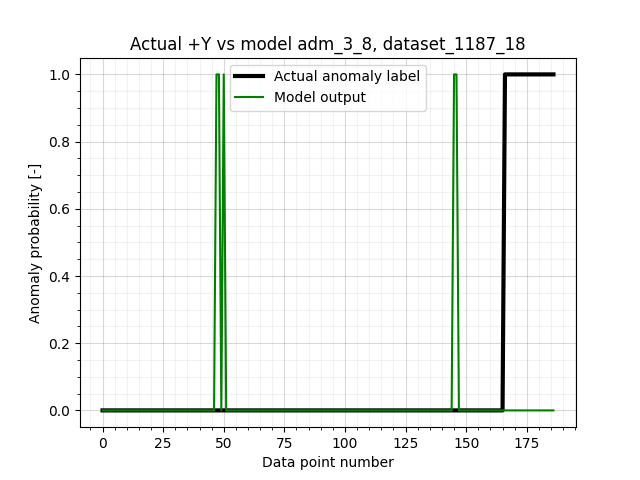 Actual +Y vs model adm_3_8, dataset_1187_18
Actual anomaly label
Model output
Anomaly probability [-]
1.0
0.8
0.6
0.4
0.2
0.0
0 25 50 75 100 125 150 175
Data point number